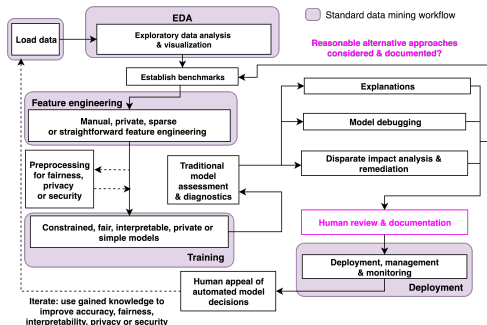 EDA
Standard data mining workflow
Load data
Exploratory data analysis
& visualization
Reasonable alternative approaches
considered & documented?
Establish benchmarks
Explanations
Feature engineering
Manual, private, sparse
or straightforward feature engineering
Model debugging
Preprocessing
for fairness,
privacy
or security
Traditional
model
assessment
& diagnostics
Disparate impact analysis &
remediation
Constrained, fair, interpretable, private or
simple models
Training
Human review & documentation
Deployment, management
& monitoring
Deployment
Human appeal of
automated model
decisions
Iterate: use gained knowledge to
improve accuracy, fairness,
interpretability, privacy or security